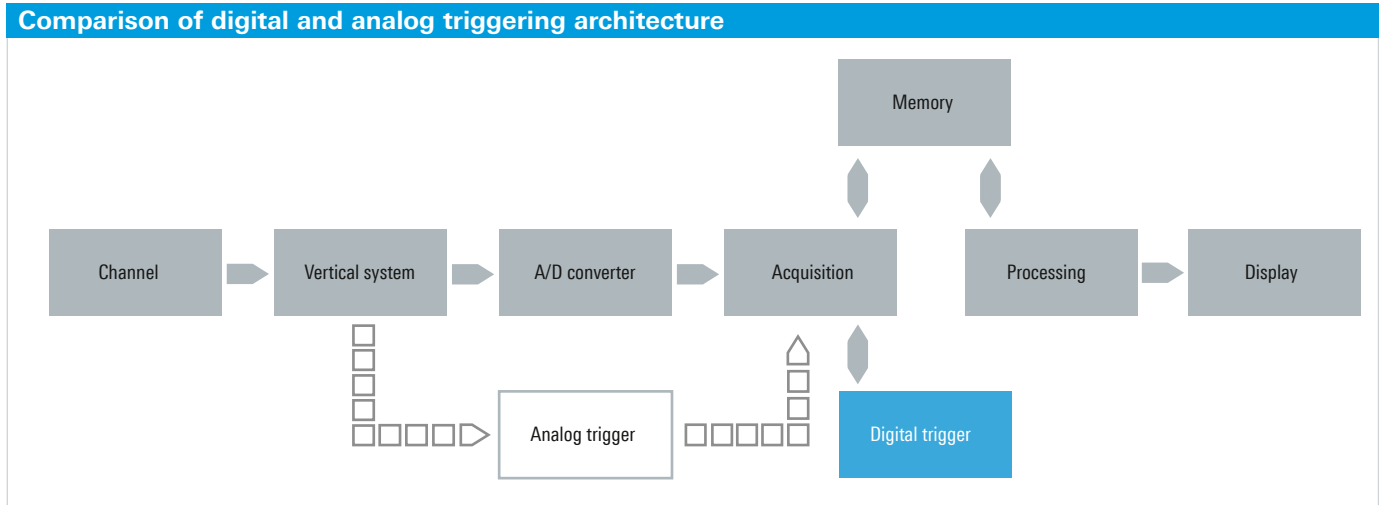 Comparison of digital and analog triggering architecture
Memory
Channel
Vertical system
A/D converter
Acquisition
Processing
Display
Analog trigger
Digital trigger